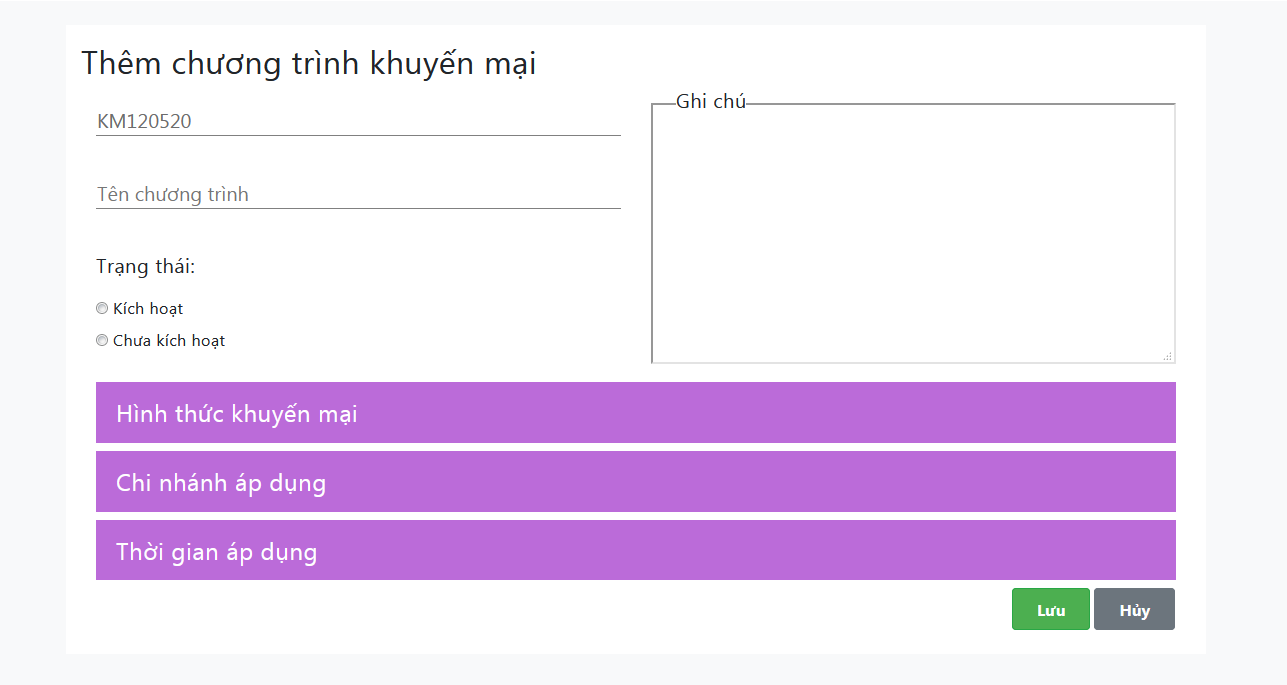 Thêm chương trình khuyến mại
KM120520
Tên chương trình
Trạng thái:
Kích hoạt
Chưa kích hoạt
Ghi chú
Hình thức khuyến mại
Chi nhánh áp dụng
Thời gian áp dụng
Lưu Hủy